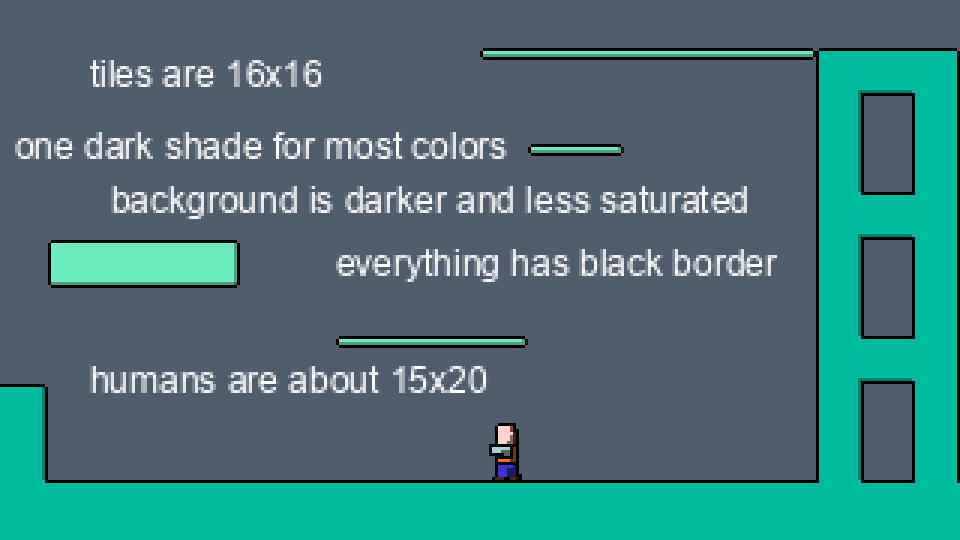 tiles are 16x16
one dark shade for most colors
background is darker and less saturated
everything has black border
humans are about 15x20